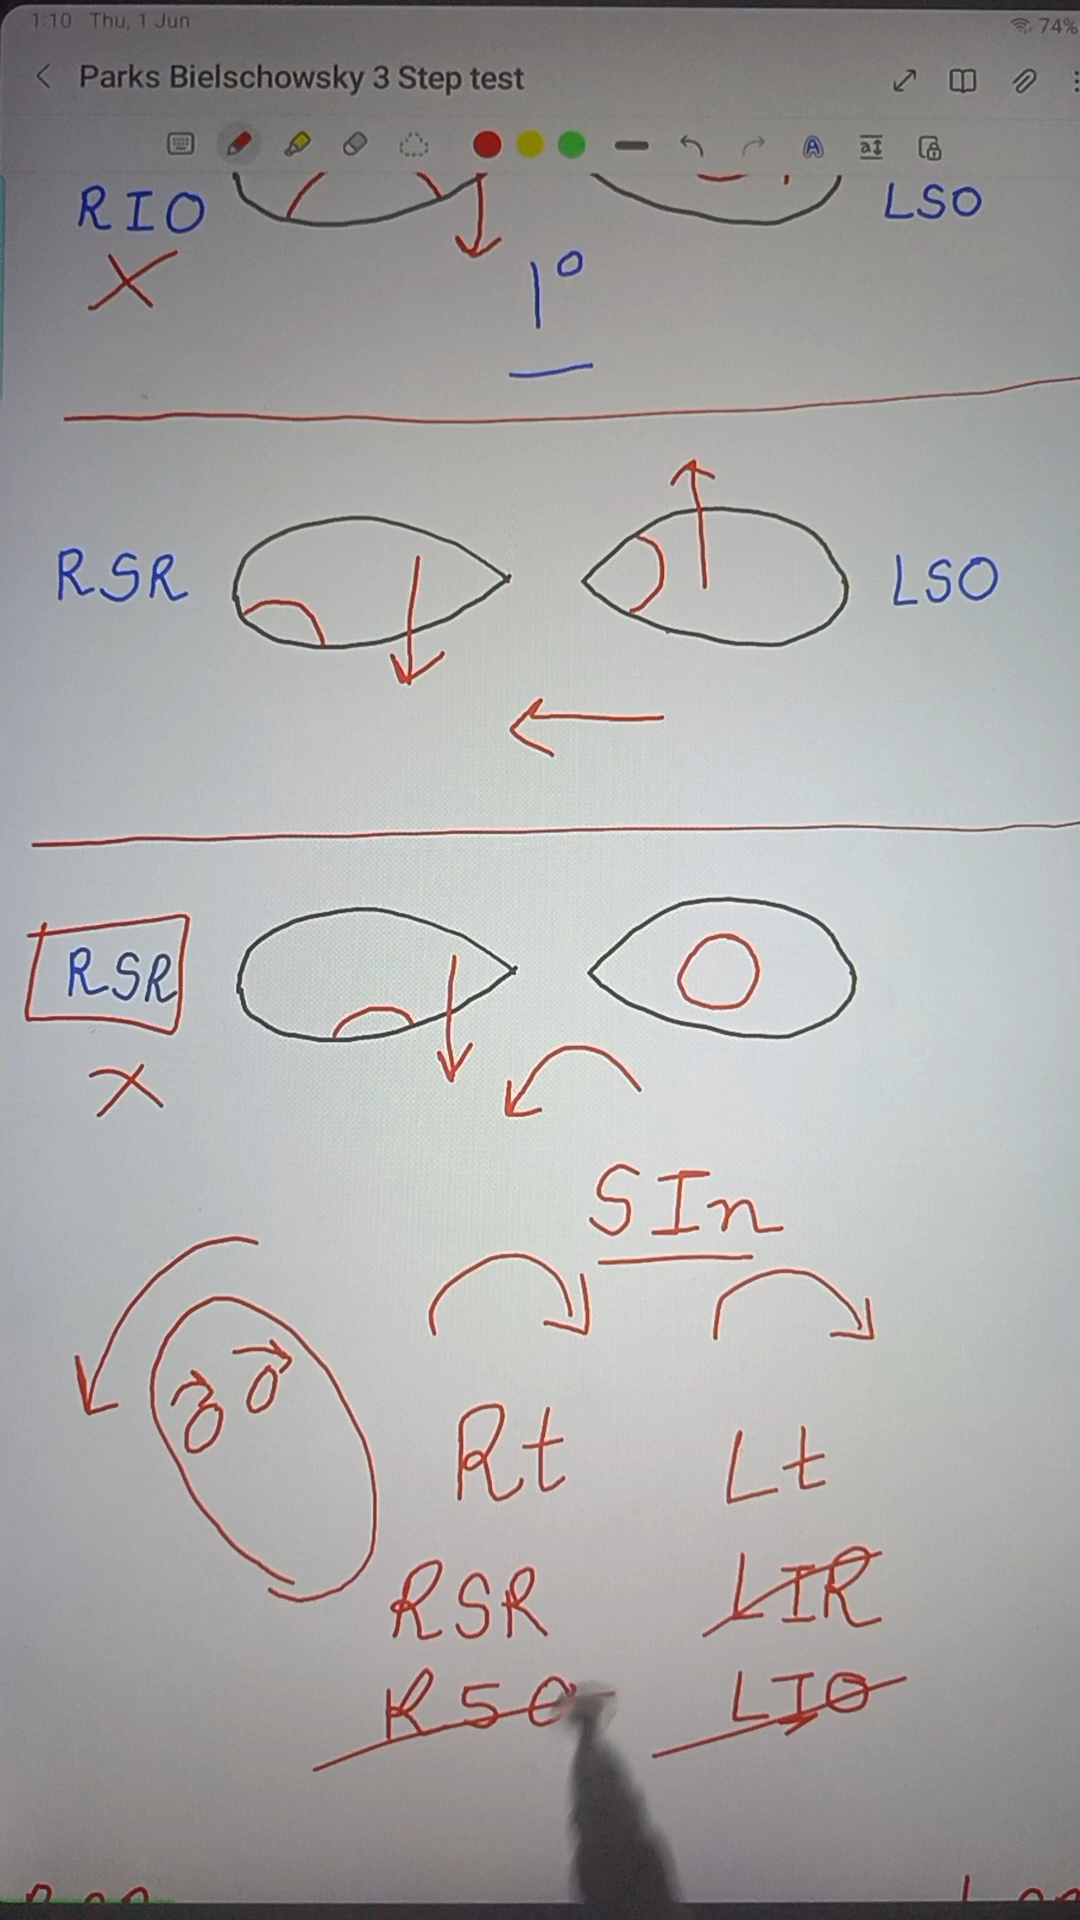 1:10 Thu, 1 Jun 74%
Parks Bielschowsky 3 Step test
RIO LSO
X
1°
RSR LSO
RSR
X
SIn
Rt Lt
RSR LIR
RSO LIO